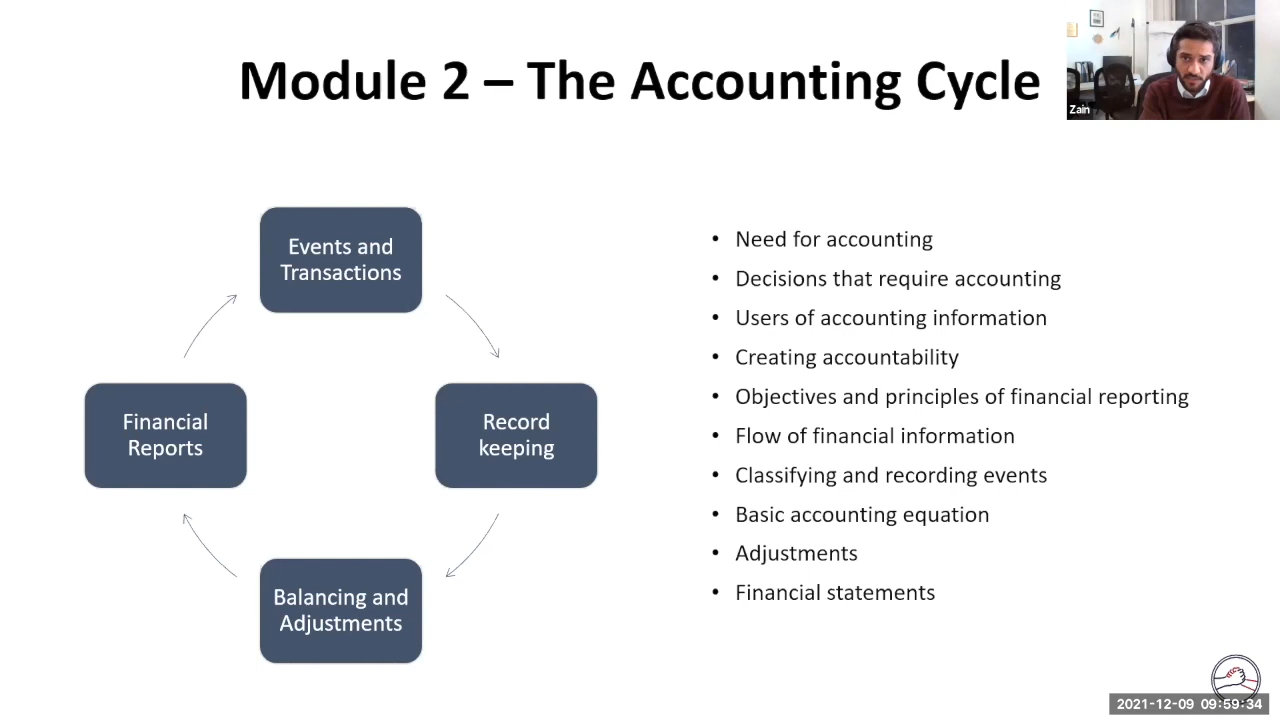 Module 2 – The Accounting Cycle
Zain
Events and
Transactions
Record
keeping
Balancing and
Adjustments
Financial
Reports
• Need for accounting
• Decisions that require accounting
• Users of accounting information
• Creating accountability
• Objectives and principles of financial reporting
• Flow of financial information
• Classifying and recording events
• Basic accounting equation
• Adjustments
• Financial statements
2021-12-09 09:59:34